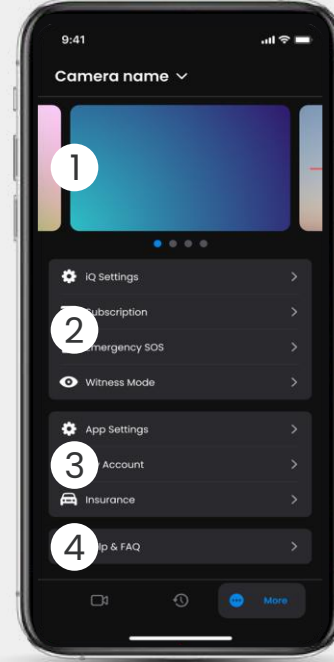 9:41
Camera name
1
iQ Settings
2
Subscription
Emergency SOS
Witness Mode
App Settings
3
Account
Insurance
4
lp & FAQ
More